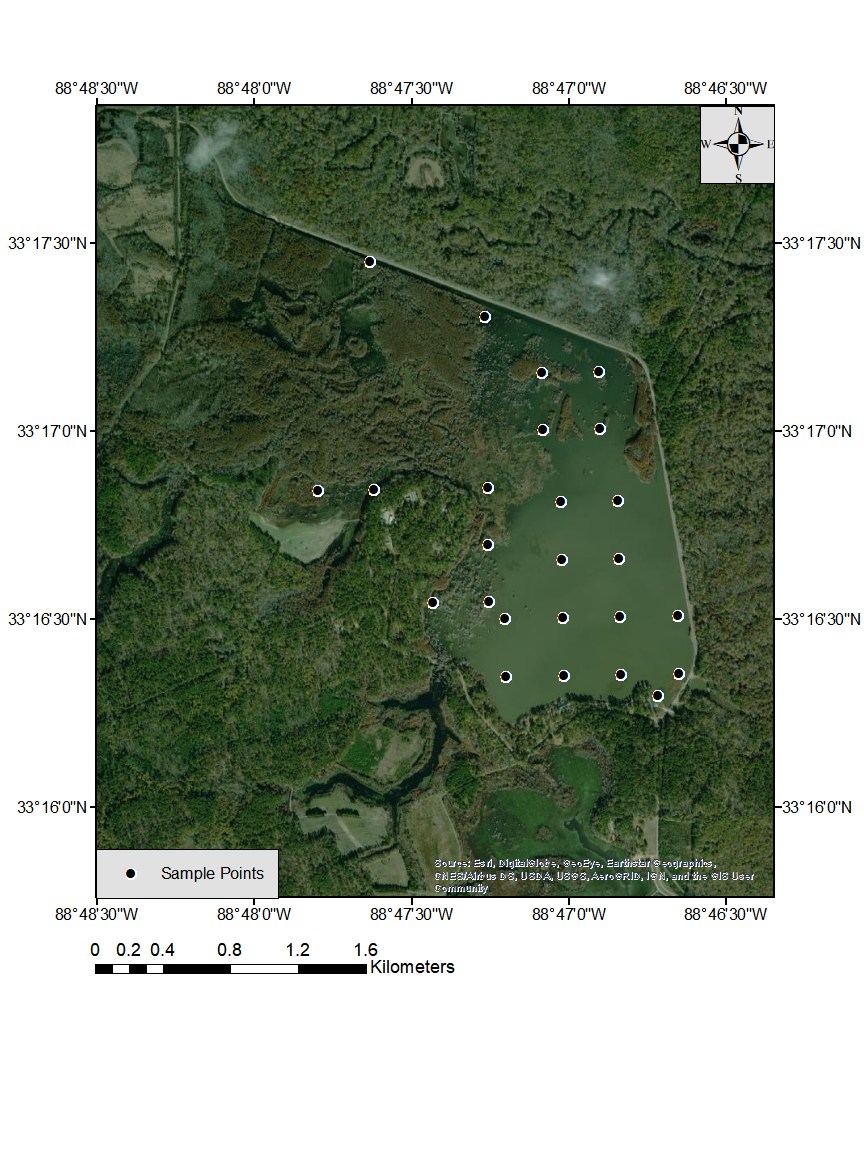 88°48'30"W 88°48'0"W 88°47'30"W 88°47'0"W 88°46'30"W
N
W E
S
33°17'30"N 33°17'30"N
33°17'0"N 33°17'0"N
33°16'30"N 33°16'30"N
33°16'0"N 33°16'0"N
Sample Points
Source: Esri, DigitalGlobe, GeoEye, Earthstar Geographics,
CNES/Airbus DS, USDA, USGS, AeroGRID, IGN, and the GIS User
Community
88°48'30"W 88°48'0"W 88°47'30"W 88°47'0"W 88°46'30"W
0 0.2 0.4 0.8 1.2 1.6
Kilometers